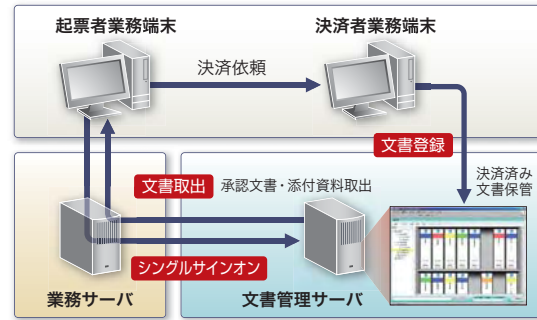 起票者業務端末
決済者業務端末
決済依頼
文書登録
決済済み
文書保管
文書取出
承認文書・添付資料取出
シングルサインオン
業務サーバ
文書管理サーバ